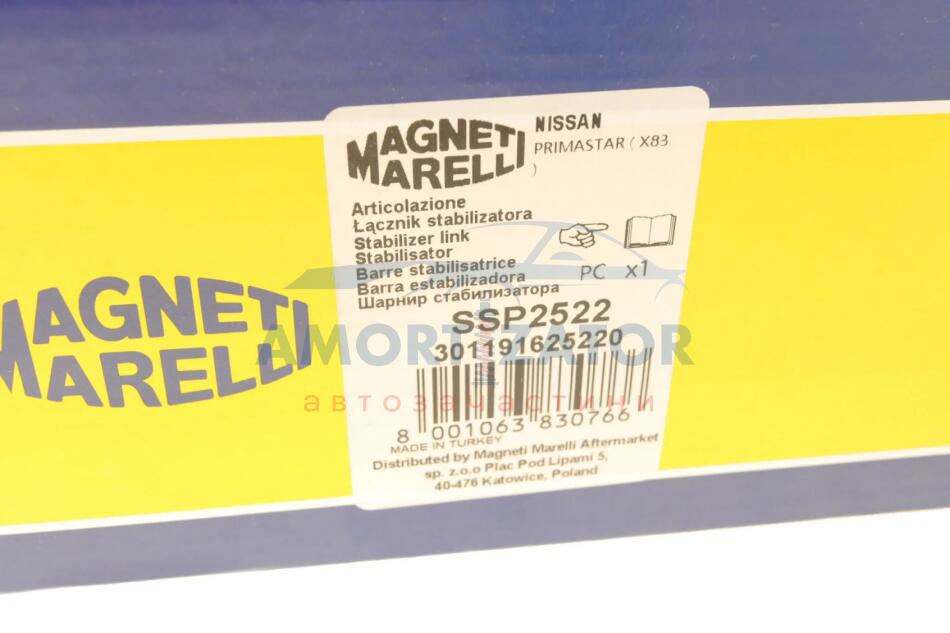 MAGNETI
MARELLI
NISSAN
PRIMASTAR ( X83
)
Articolazione
Łącznik stabilizatora
Stabilizer link
Stabilisator
Barre stabilisatrice
Barra estabilizadora
Шарнир стабилизатора
PC x1
SSP2522
301191625220
8 001063 830766
MADE IN TURKEY
Distributed by Magneti Marelli Aftermarket
sp. z.o.o Plac Pod Lipami 5,
40-476 Katowice, Poland
MAGNETI
MARELLI
AMORTIZATOR
автозапчастини